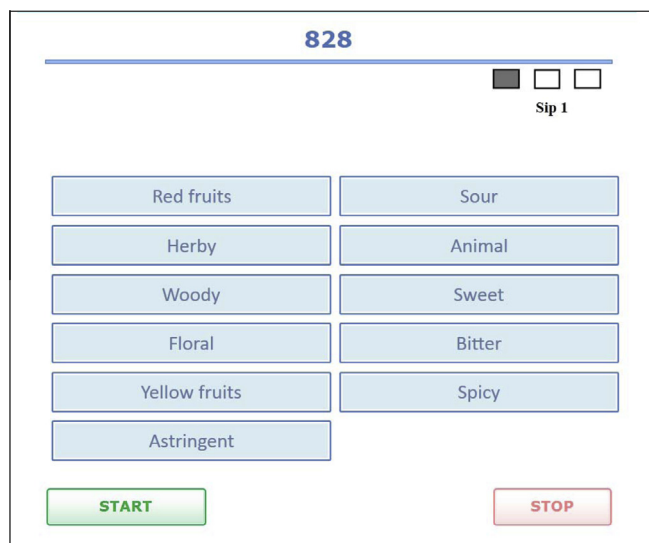 828
Sip 1
Red fruits
Sour
Herby
Animal
Woody
Sweet
Floral
Bitter
Yellow fruits
Spicy
Astringent
START
STOP